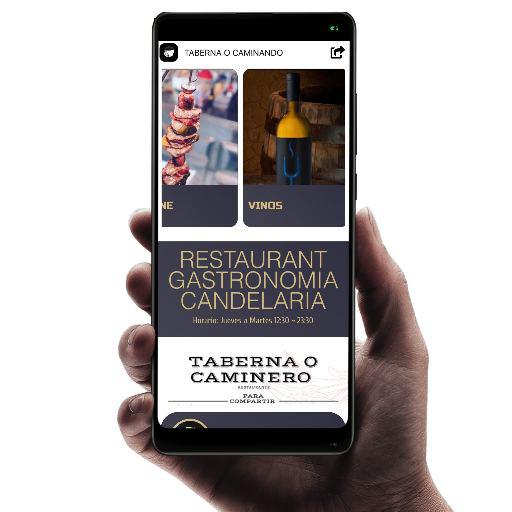 TABERNA O CAMINANDO
NE
VINOS
RESTAURANT
GASTRONOMIA
CANDELARIA
Horario: Jueves a Martes 12:30 - 23:30
TABERNA O
CAMINERO
RESTAURANTE
PARA
COMPARTIR